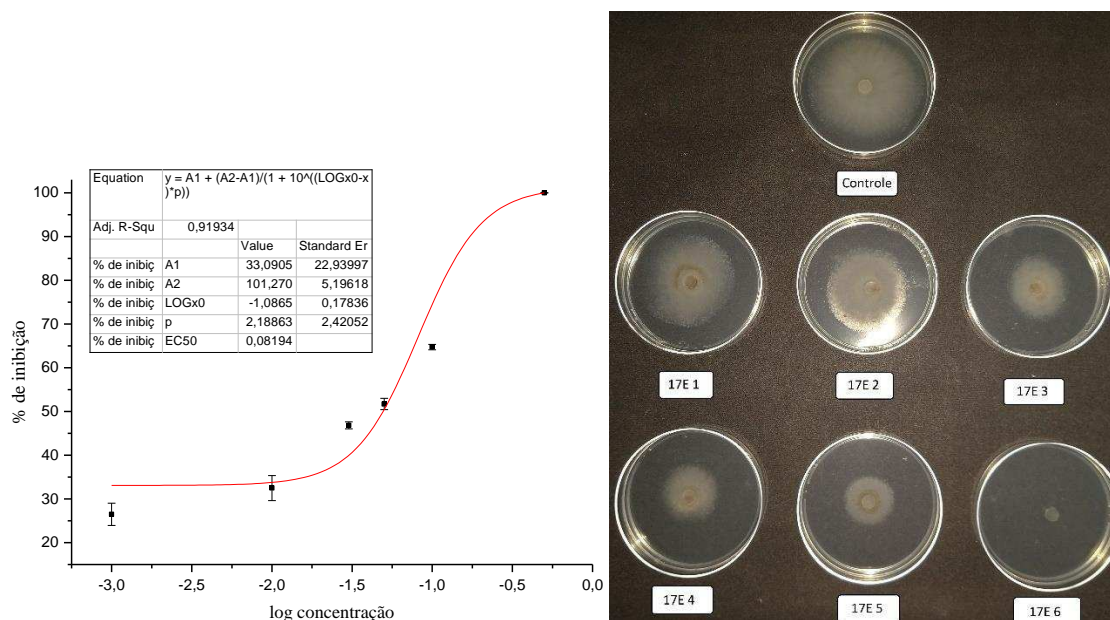 Equation y = A1 + (A2-A1)/(1 + 10^((LOGx0-x
)*p))
Adj. R-Squ 0,91934
Value Standard Er
% de inibiç A1 33,0905 22,93997
% de inibiç A2 101,270 5,19618
% de inibiç LOGx0 -1,0865 0,17836
% de inibiç p 2,18863 2,42052
% de inibiç EC50 0,08194
100
90
80
70
60
50
40
30
20
% de inibição
-3,0 -2,5 -2,0 -1,5 -1,0 -0,5 0,0
log concentração
Controle
17E 1
17E 2
17E 3
17E 4
17E 5
17E 6